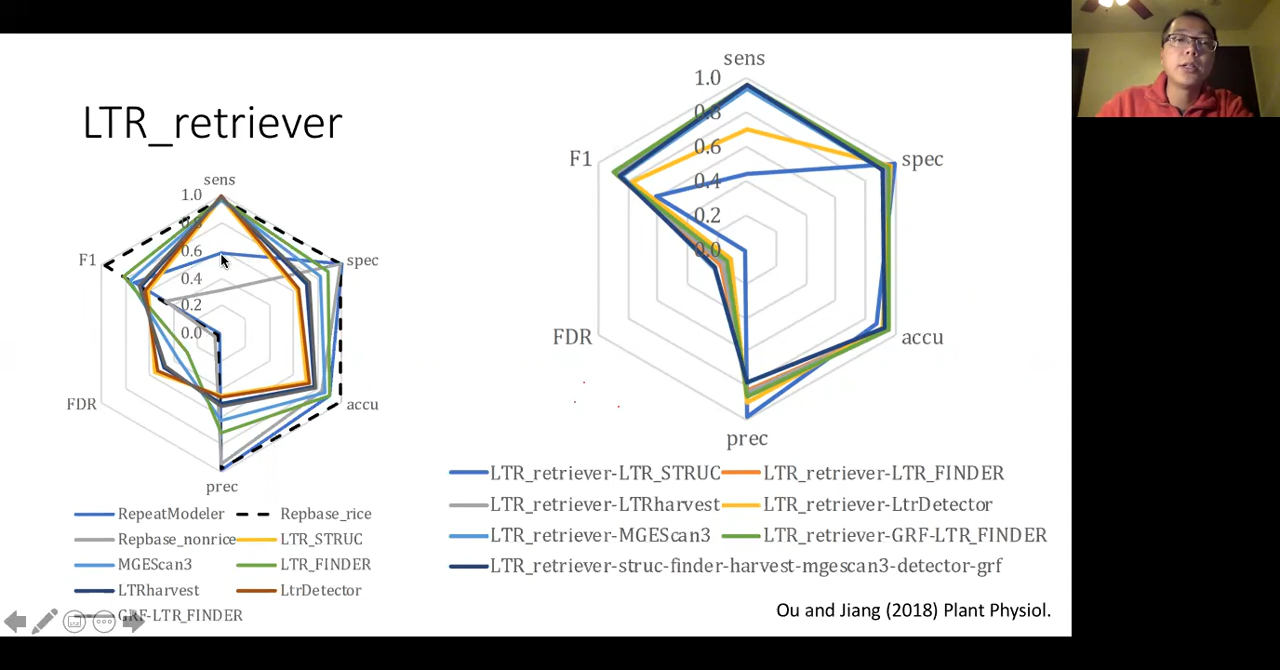 LTR_retriever
sens
1.0
0.8
0.6
0.4
0.2
0.0
F1
spec
FDR
accu
prec
RepeatModeler
Repbase_rice
Repbase_nonrice
LTR_STRUC
MGEScan3
LTR_FINDER
LTRharvest
LtrDetector
GRF-LTR_FINDER
sens
1.0
0.8
0.6
0.4
0.2
0.0
F1
spec
FDR
accu
prec
LTR_retriever-LTR_STRUC
LTR_retriever-LTR_FINDER
LTR_retriever-LTRharvest
LTR_retriever-LtrDetector
LTR_retriever-MGEScan3
LTR_retriever-GRF-LTR_FINDER
LTR_retriever-struc-finder-harvest-mgescan3-detector-grf
Ou and Jiang (2018) Plant Physiol.